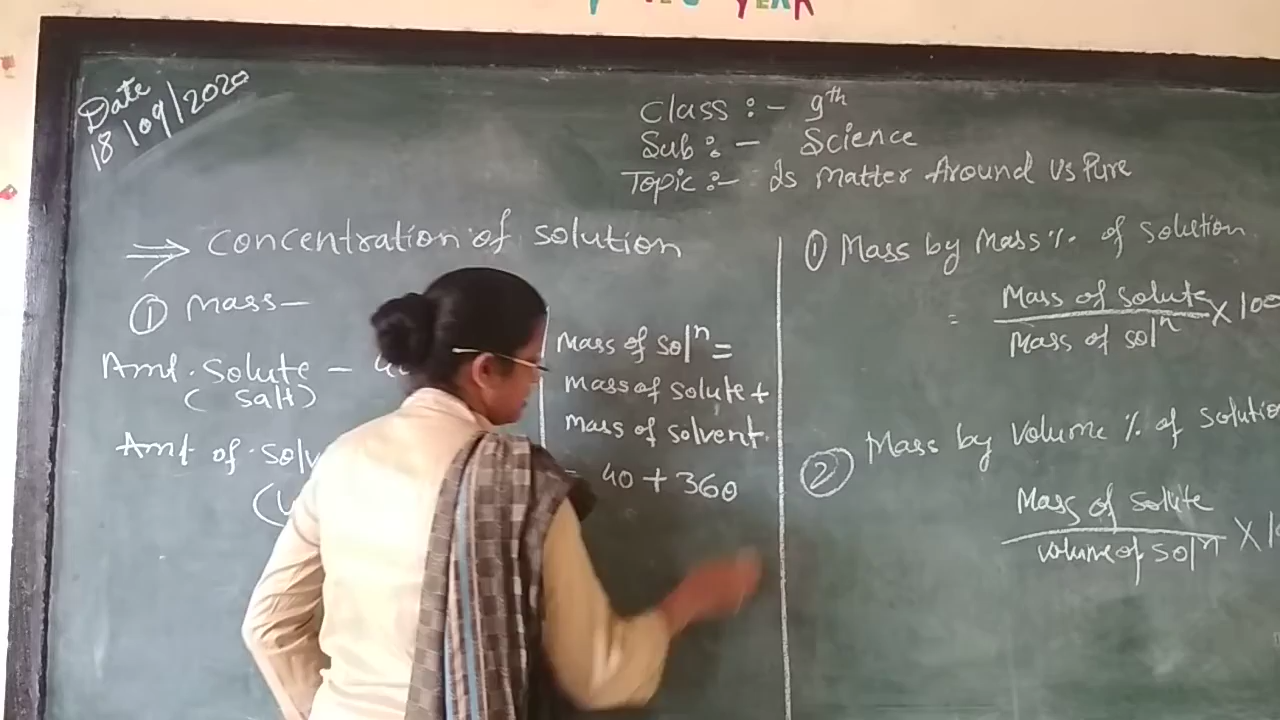 YEAR
Date
18/09/2020
Class :- 9th
Sub :- Science
Topic :- Is Matter Around Us Pure
⇒ Concentration of solution
① Mass -
Amt. Solute -
(Salt)
Amt of Solv
Mass of solⁿ =
Mass of solute +
Mass of solvent.
= 40 + 360
① Mass by Mass % of solution
= Mass of solute × 100
Mass of solⁿ
② Mass by Volume % of solution
Mass of solute
volume of solⁿ ×